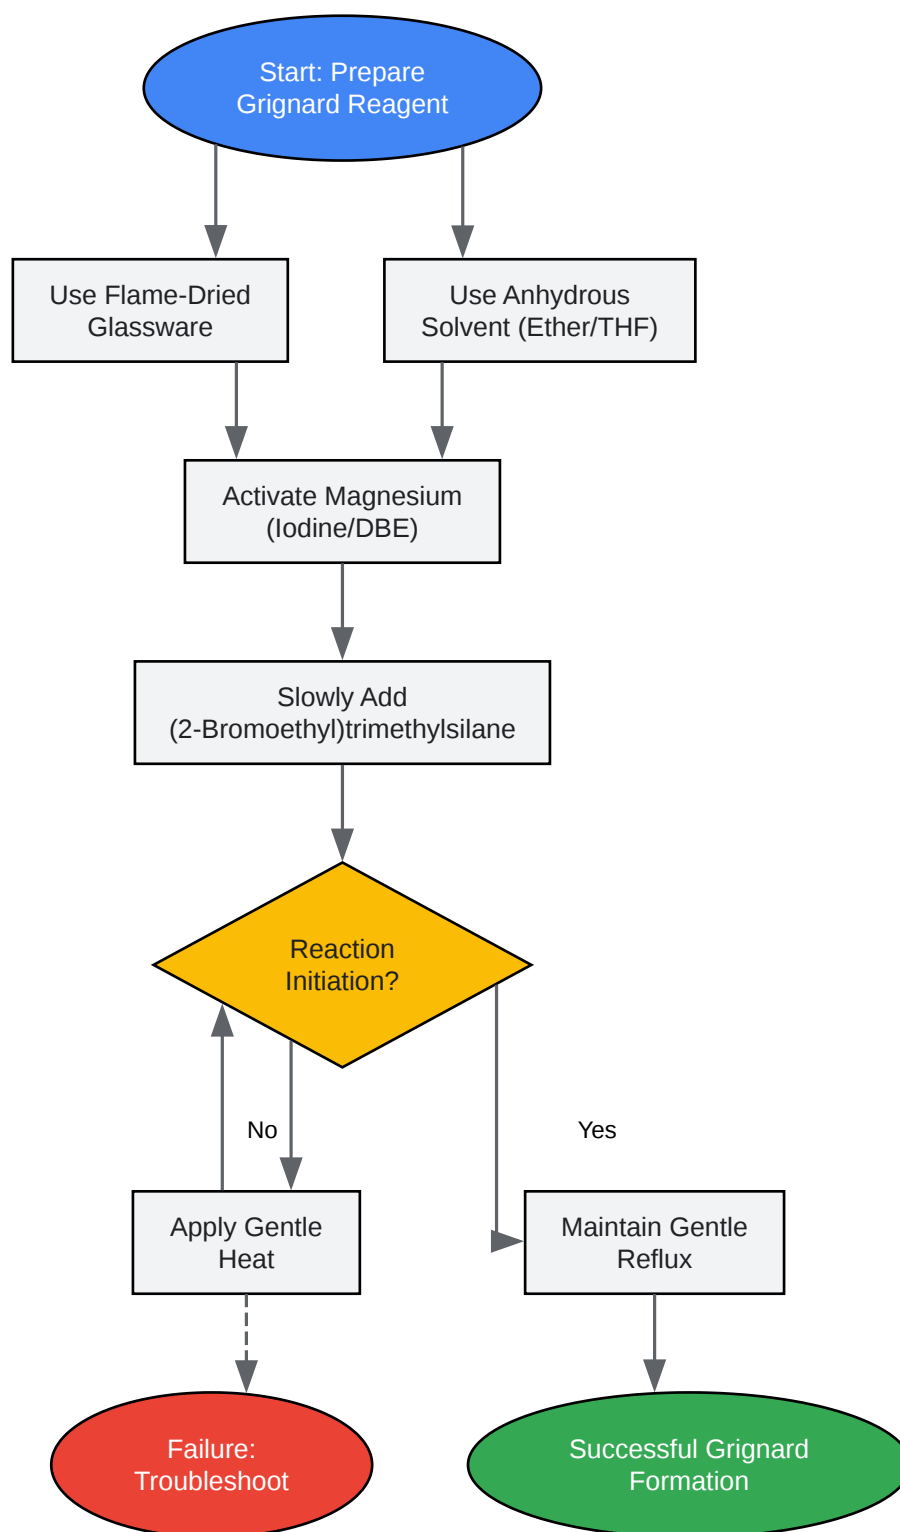 Start: Prepare
Grignard Reagent
Use Flame-Dried
Glassware
Use Anhydrous
Solvent (Ether/THF)
Activate Magnesium
(Iodine/DBE)
Slowly Add
(2-Bromoethyl)trimethylsilane
Reaction
Initiation?
No
Yes
Apply Gentle
Heat
Maintain Gentle
Reflux
Failure:
Troubleshoot
Successful Grignard
Formation